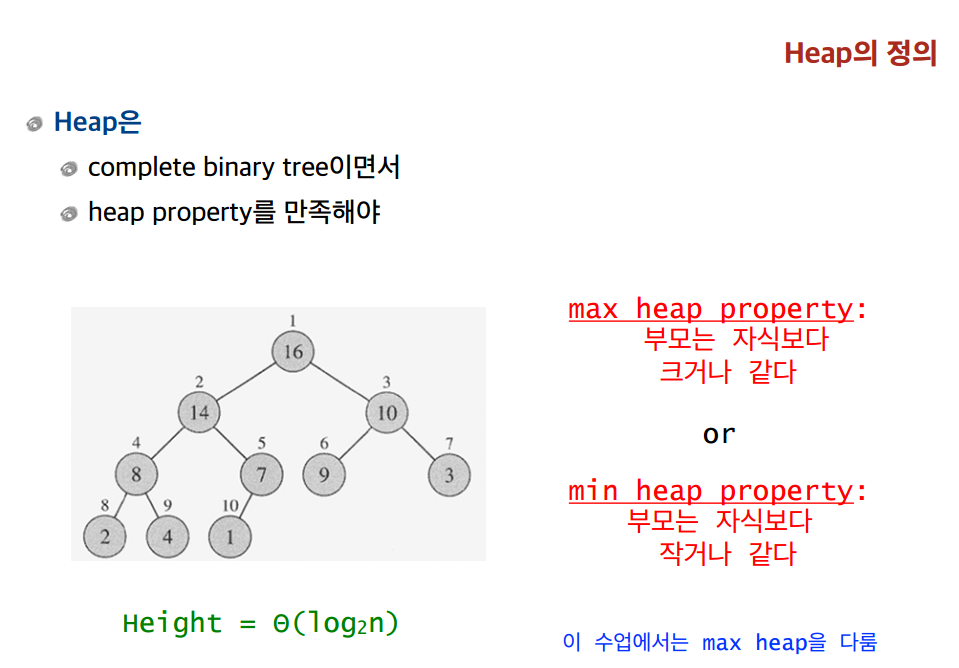 Heap의 정의
Heap은
complete binary tree이면서
heap property를 만족해야
1
16
2
3
14
10
4
5
6
7
8
7
9
3
8
9
10
2
4
1
Height = Θ(log₂n)
max heap property:
부모는 자식보다
크거나 같다
or
min heap property:
부모는 자식보다
작거나 같다
이 수업에서는 max heap을 다룸